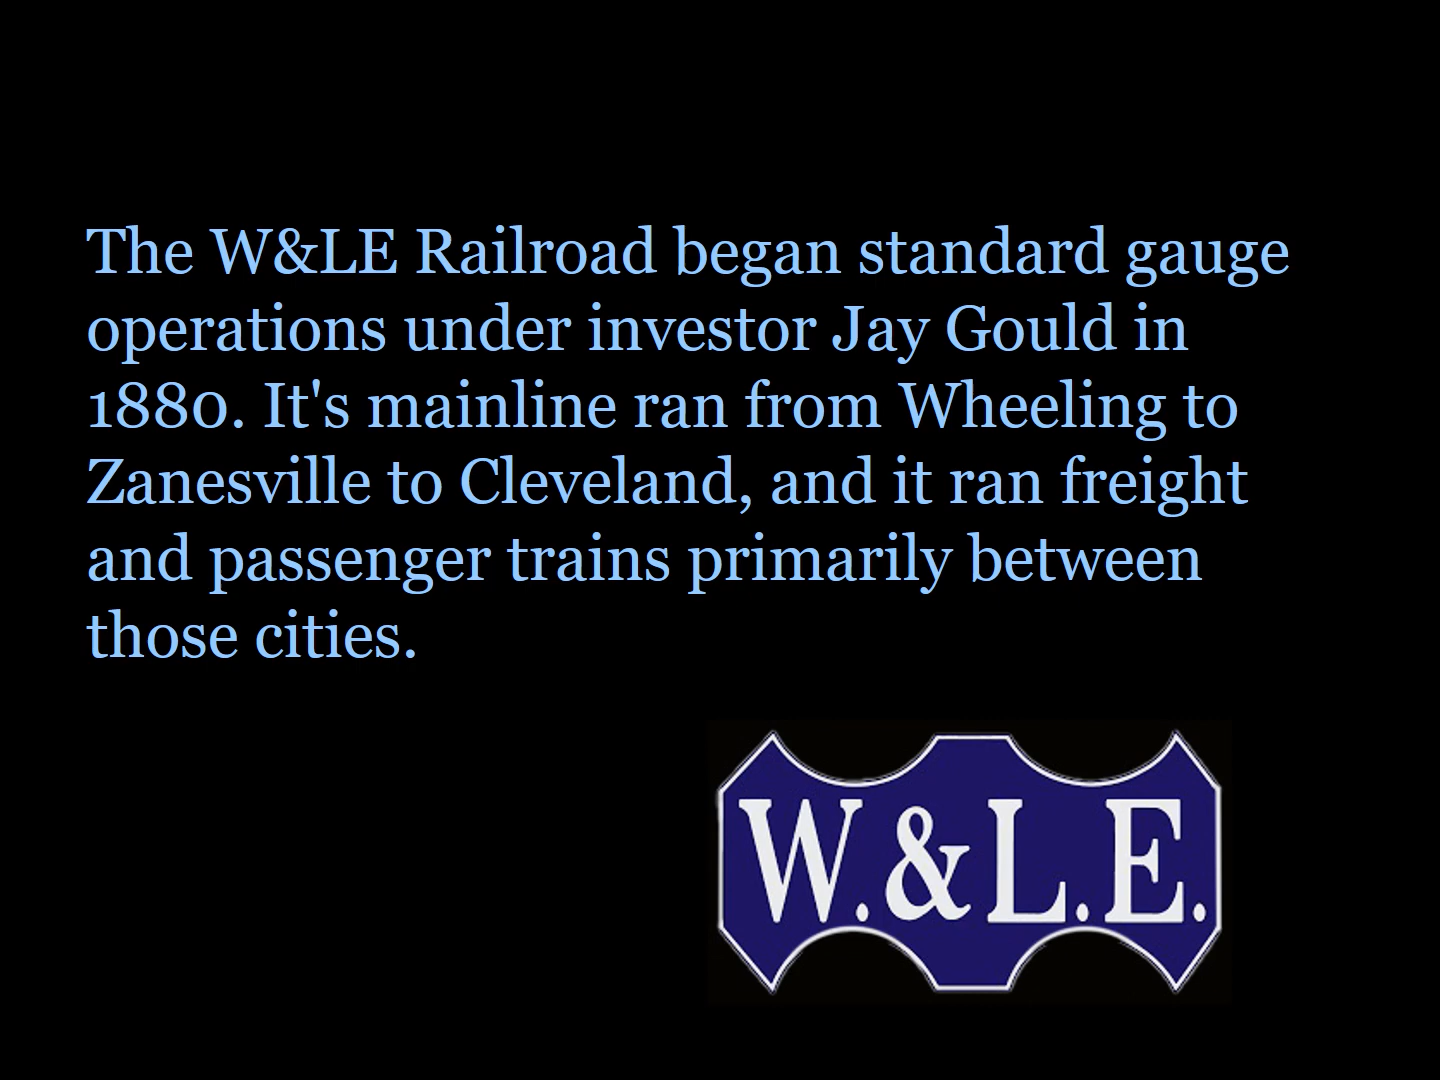 The W&LE Railroad began standard gauge
operations under investor Jay Gould in
1880. It's mainline ran from Wheeling to
Zanesville to Cleveland, and it ran freight
and passenger trains primarily between
those cities.
W.&L.E.